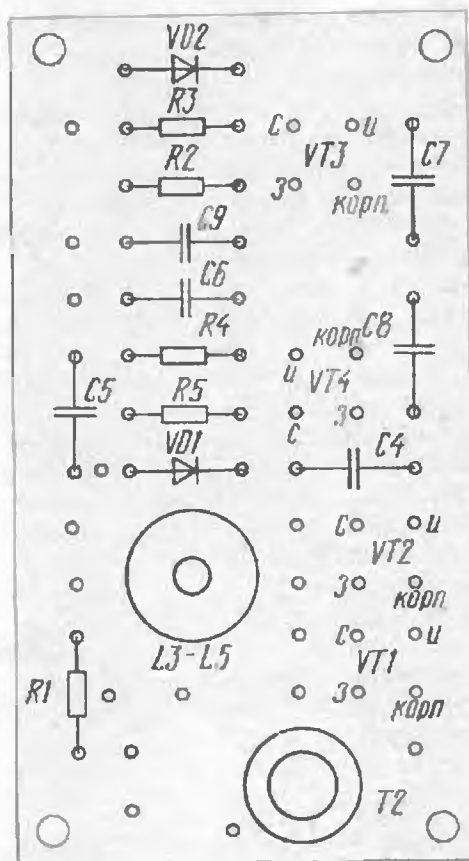 VD2
R3
с и
VT3
C7
R2
з корп.
C9
C6
R4
корп C8
и VT4
C5
R5
с з
VD1
C4
с и
VT2
з корп
L3-L5
с и
VT1
R1
з корп
T2